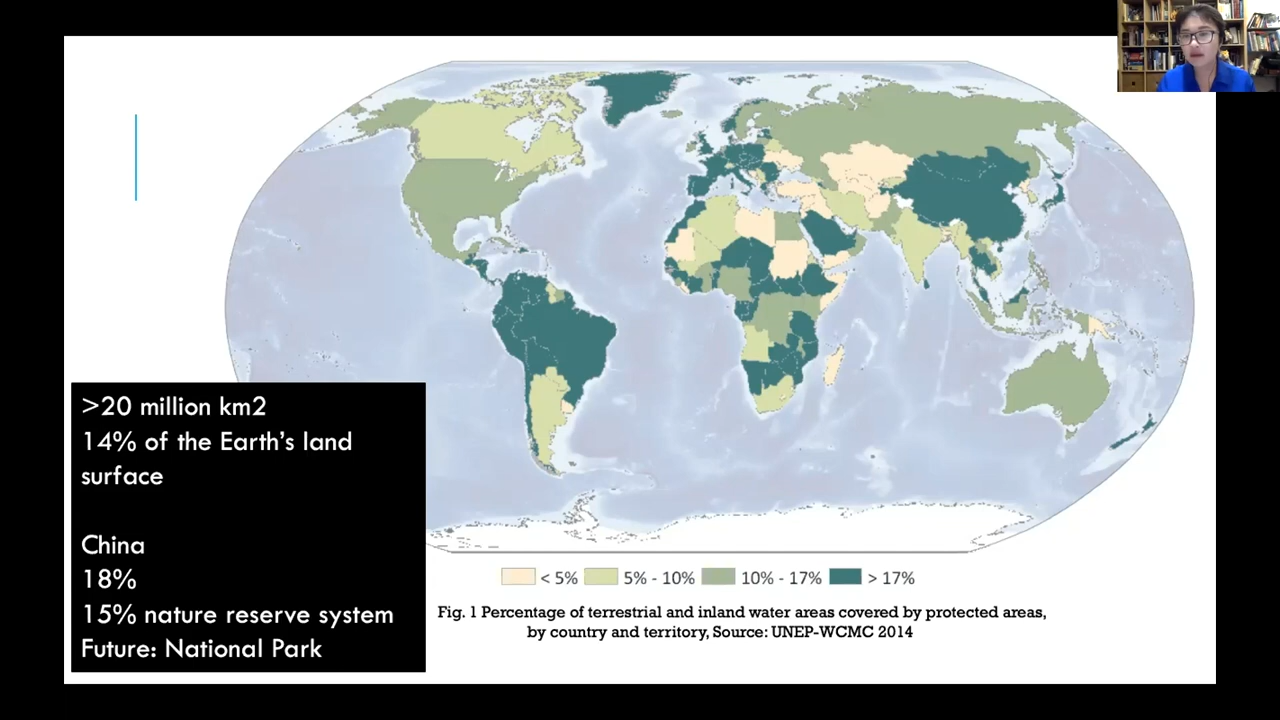 >20 million km2
14% of the Earth's land
surface
China
18%
15% nature reserve system
Future: National Park
< 5% 5% - 10% 10% - 17% > 17%
Fig. 1 Percentage of terrestrial and inland water areas covered by protected areas,
by country and territory, Source: UNEP-WCMC 2014